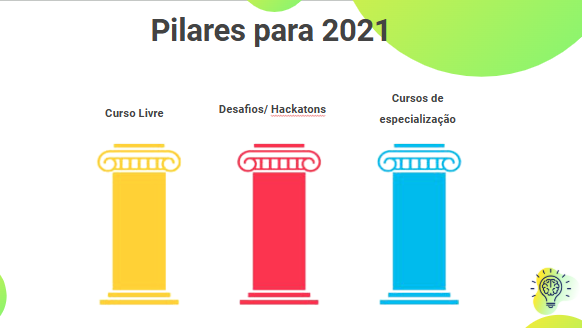 Pilares para 2021
Curso Livre
Desafios/ Hackatons
Cursos de
especialização